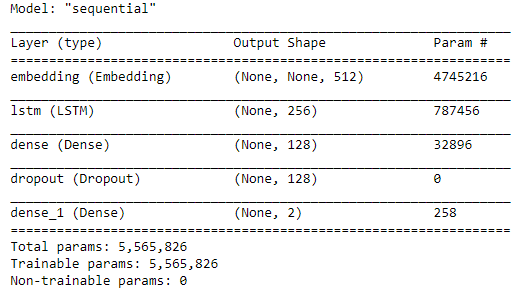 Model: "sequential"
Layer (type) Output Shape Param #
embedding (Embedding) (None, None, 512) 4745216
lstm (LSTM) (None, 256) 787456
dense (Dense) (None, 128) 32896
dropout (Dropout) (None, 128) 0
dense_1 (Dense) (None, 2) 258
Total params: 5,565,826
Trainable params: 5,565,826
Non-trainable params: 0